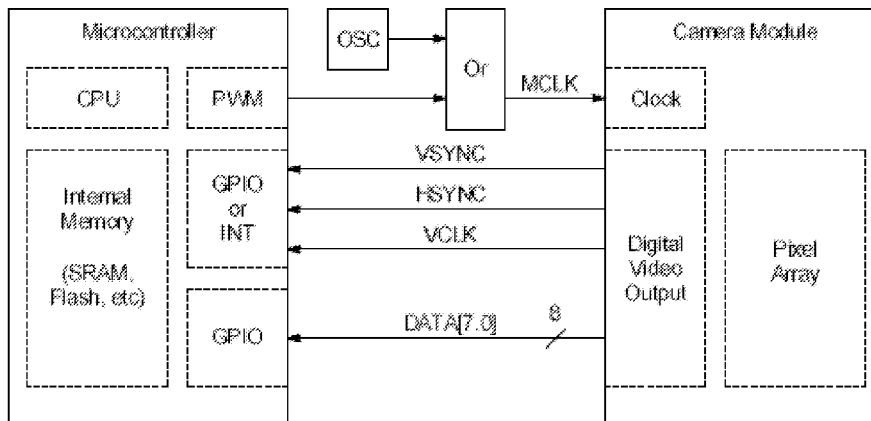 Microcontroller
OSC
Or
Camera Module
CPU
PWM
MCLK
Clock
VSYNC
GPIO
or
INT
HSYNC
VCLK
Internal
Memory
(SRAM,
Flash, etc)
Digital
Video
Output
Pixel
Array
GPIO
DATA[7.0]
8